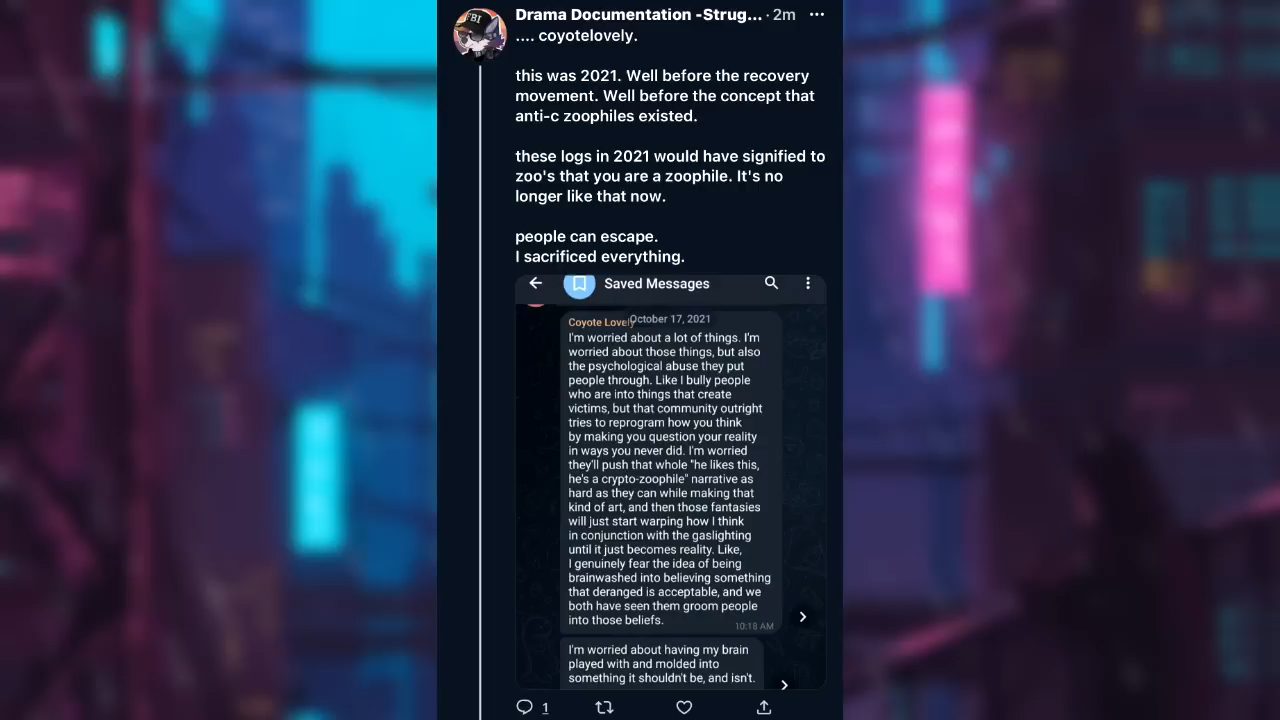 FBI
Drama Documentation -Strug... · 2m
.... coyotelovely.
this was 2021. Well before the recovery
movement. Well before the concept that
anti-c zoophiles existed.
these logs in 2021 would have signified to
zoo's that you are a zoophile. It's no
longer like that now.
people can escape.
I sacrificed everything.
Saved Messages
October 17, 2021
Coyote Lovely
I'm worried about a lot of things. I'm
worried about those things, but also
the psychological abuse they put
people through. Like I bully people
who are into things that create
victims, but that community outright
tries to reprogram how you think
by making you question your reality
in ways you never did. I'm worried
they'll push that whole "he likes this,
he's a crypto-zoophile" narrative as
hard as they can while making that
kind of art, and then those fantasies
will just start warping how I think
in conjunction with the gaslighting
until it just becomes reality. Like,
I genuinely fear the idea of being
brainwashed into believing something
that deranged is acceptable, and we
both have seen them groom people
into those beliefs.
10:18 AM
I'm worried about having my brain
played with and molded into
something it shouldn't be, and isn't.
1